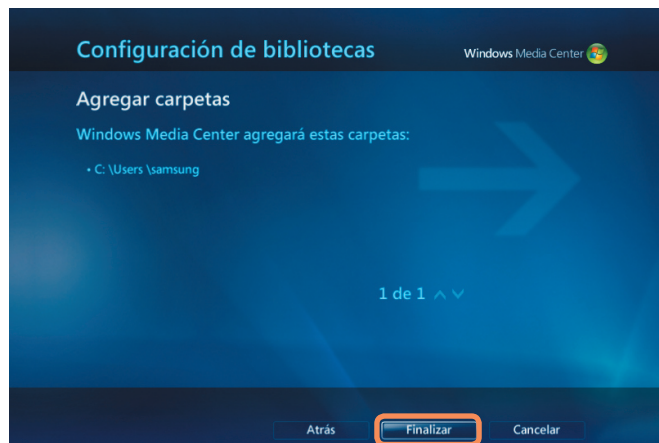 Configuración de bibliotecas
Windows Media Center
Agregar carpetas
Windows Media Center agregará estas carpetas:
• C: \Users \samsung
1 de 1
Atrás Finalizar Cancelar